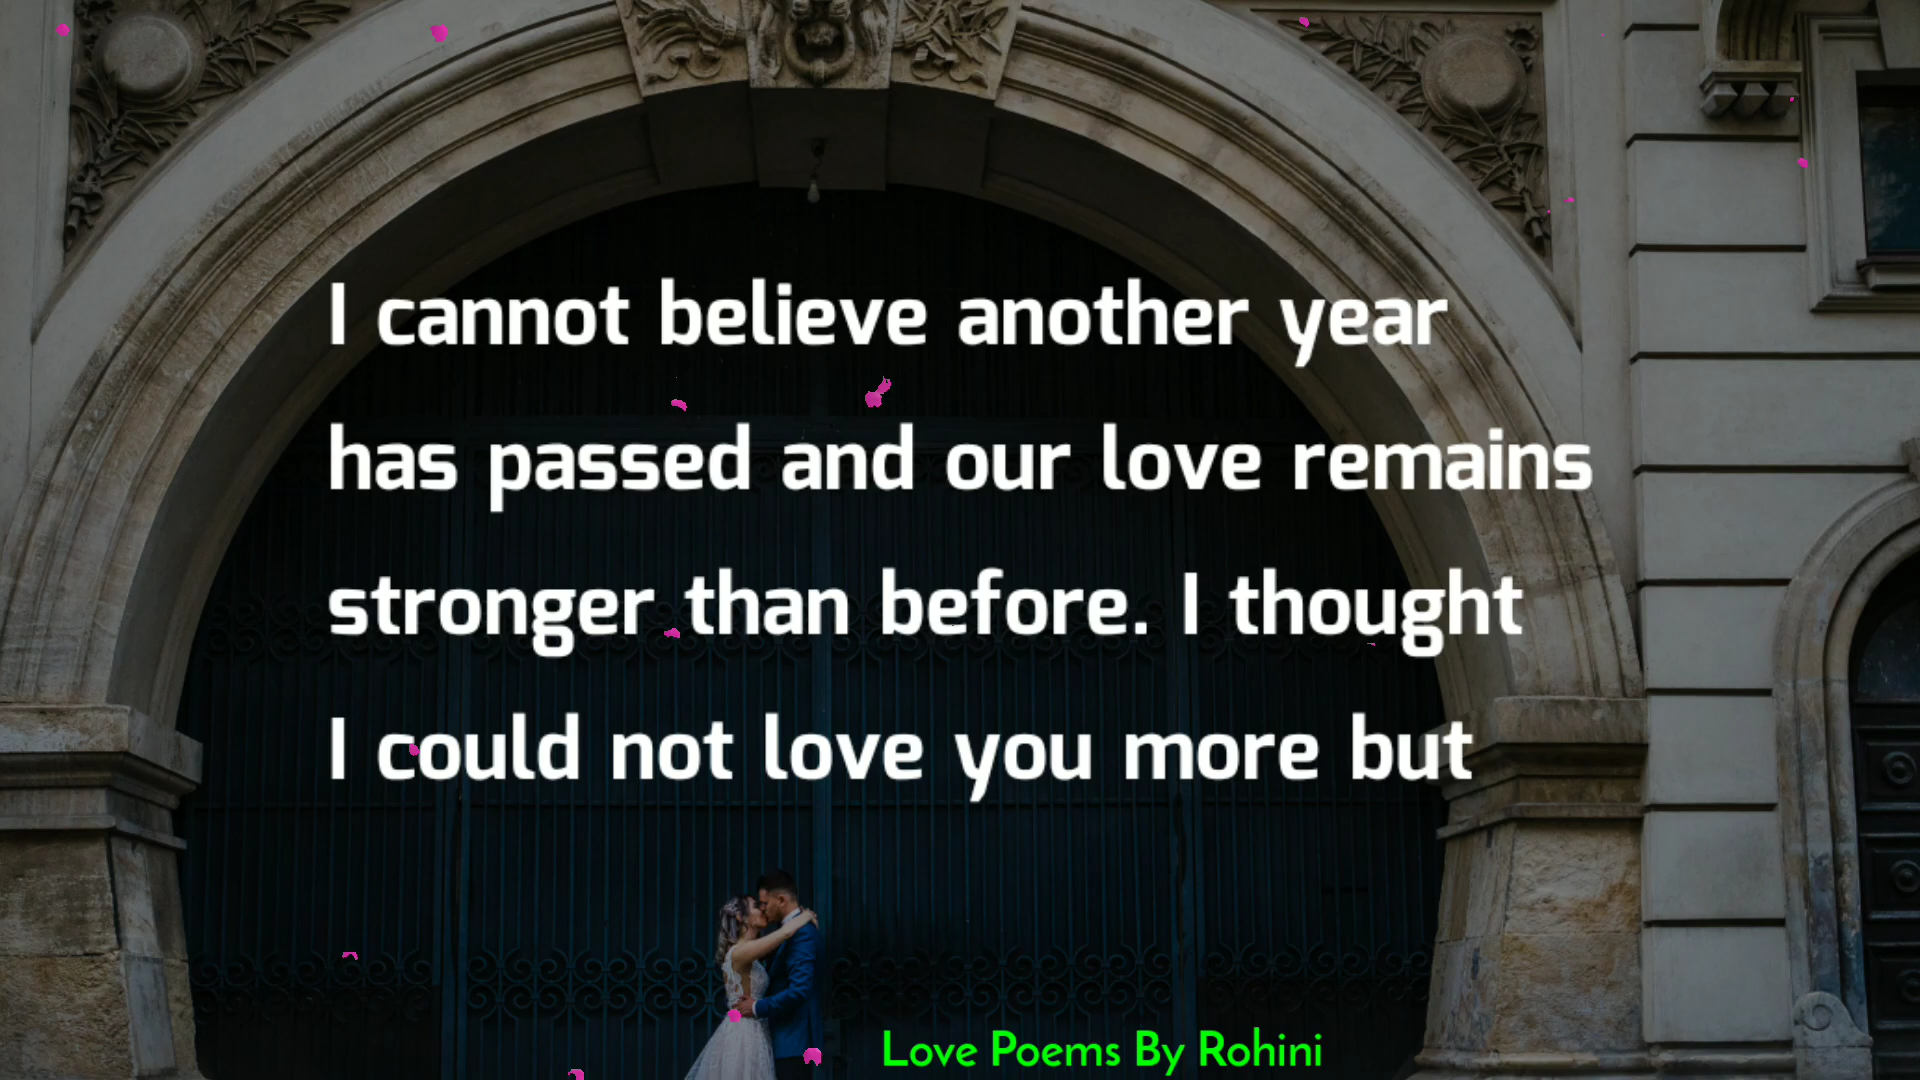 I cannot believe another year
has passed and our love remains
stronger than before. I thought
I could not love you more but
Love Poems By Rohini